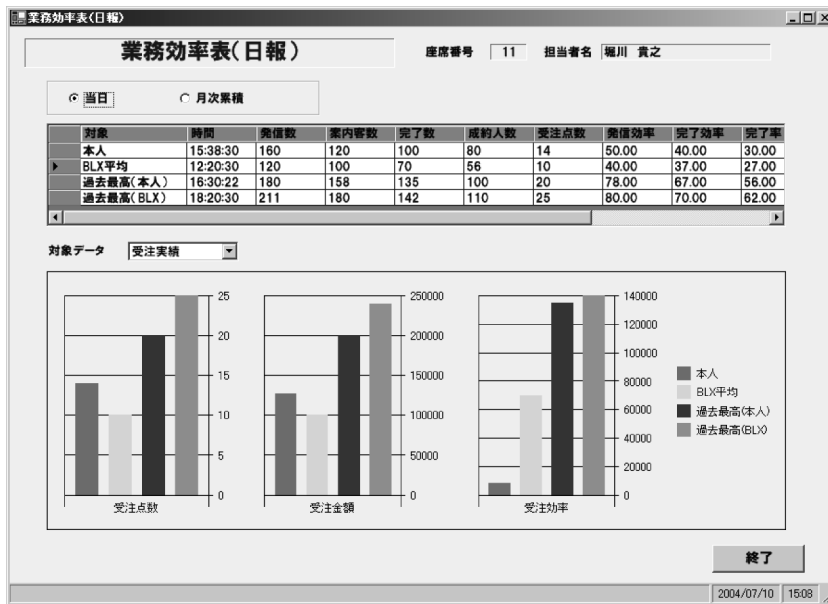 業務効率表(日報)
業務効率表(日報) 座席番号 11 担当者名 堀川 貴之
当日 月次累積
対象 時間 発信数 案内客数 完了数 成約人数 受注点数 発信効率 完了効率 完了率
本人 15:38:30 160 120 100 80 14 50.00 40.00 30.00
BLX平均 12:20:30 120 100 70 56 10 40.00 37.00 27.00
過去最高(本人) 16:30:22 180 158 135 100 20 78.00 67.00 56.00
過去最高(BLX) 18:20:30 211 180 142 110 25 80.00 70.00 62.00
対象データ 受注実績
25 250000 140000
120000
20 200000
100000
15 150000 本人
80000 BLX平均
10 100000 60000 過去最高(本人)
40000 過去最高(BLX)
5 50000
20000
0 0 0
受注点数 受注金額 受注効率
終了
2004/07/10 15:08